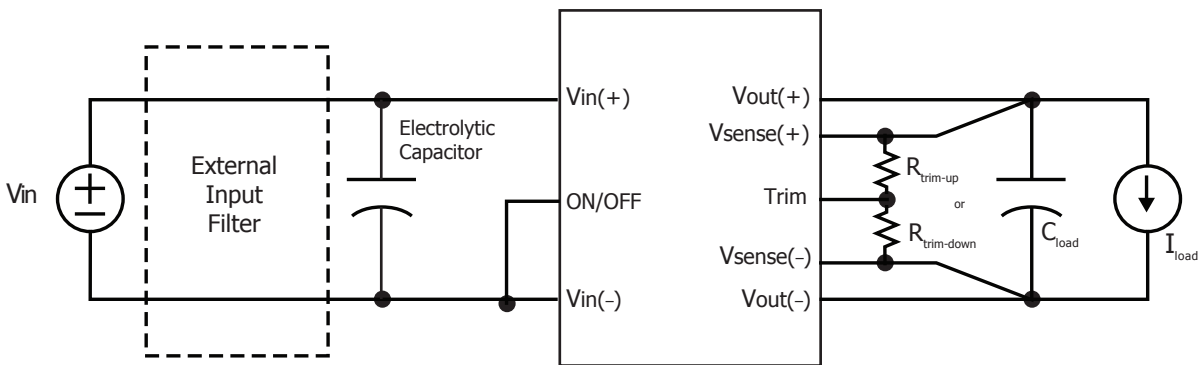 Vin
External
Input
Filter
Electrolytic
Capacitor
Vin(+)
ON/OFF
Vin(–)
Vout(+)
Vsense(+)
Trim
Vsense(–)
Vout(–)
Rtrim-up
or
Rtrim-down
Cload
Iload